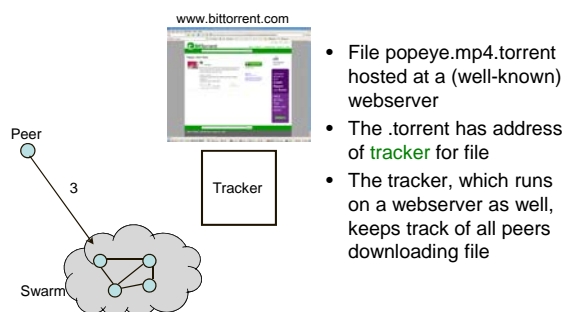 www.bittorrent.com
Peer
3
Tracker
Swarm
• File popeye.mp4.torrent
hosted at a (well-known)
webserver
• The .torrent has address
of tracker for file
• The tracker, which runs
on a webserver as well,
keeps track of all peers
downloading file